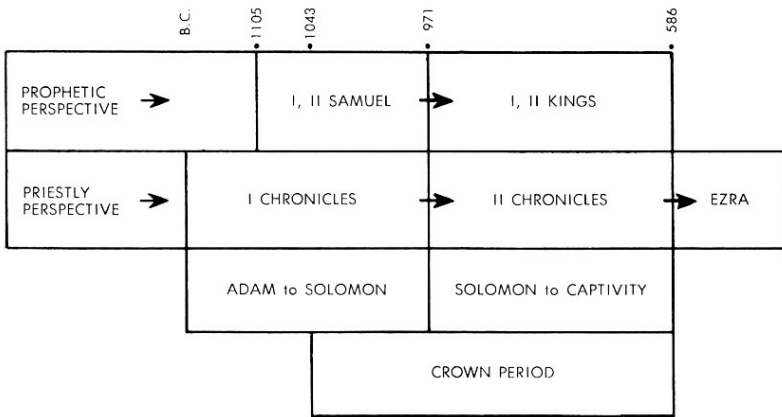 B.C.
1105
1043
971
586
PROPHETIC
PERSPECTIVE
I, II SAMUEL
I, II KINGS
PRIESTLY
PERSPECTIVE
I CHRONICLES
II CHRONICLES
EZRA
ADAM to SOLOMON
SOLOMON to CAPTIVITY
CROWN PERIOD